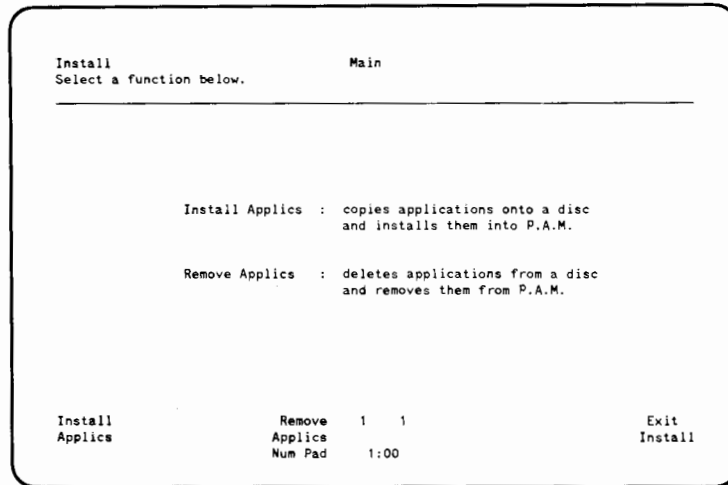 Install Main
Select a function below.
Install Applics : copies applications onto a disc
and installs them into P.A.M.
Remove Applics : deletes applications from a disc
and removes them from P.A.M.
Install Remove 1 1 Exit
Applics Applics Install
Num Pad 1:00